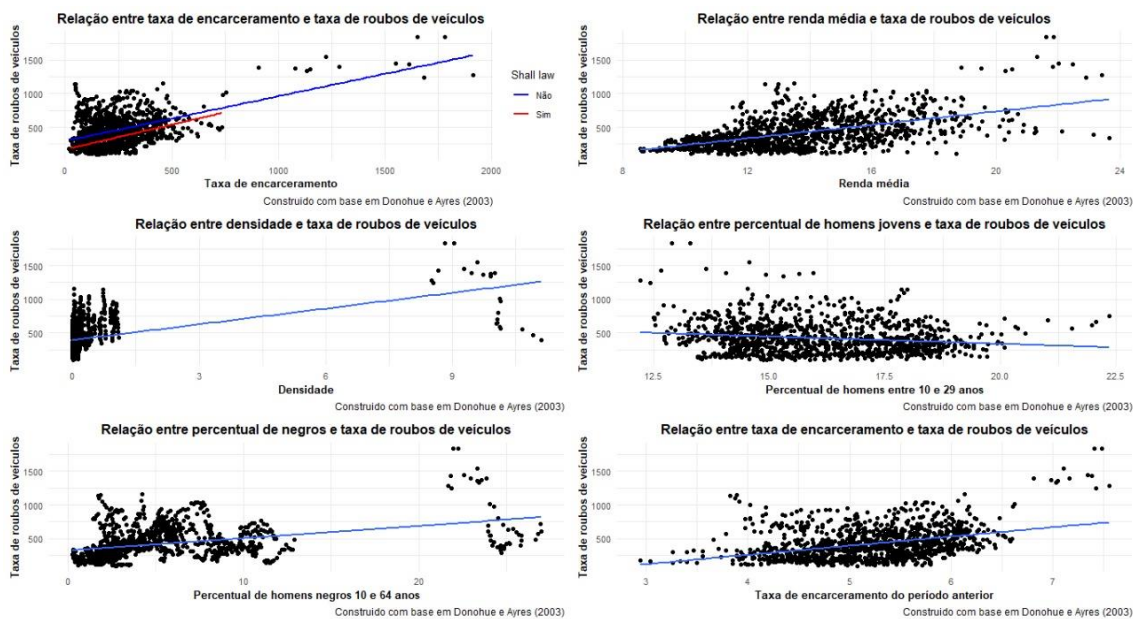 Relação entre taxa de encarceramento e taxa de roubos de veículos
Taxa de roubos de veículos
1500
1000
500
0
500
1000
1500
2000
Taxa de encarceramento
Shall law
Não
Sim
Construido com base em Donohue e Ayres (2003)
Relação entre renda média e taxa de roubos de veículos
Taxa de roubos de veículos
1500
1000
500
8
12
16
20
24
Renda média
Construido com base em Donohue e Ayres (2003)
Relação entre densidade e taxa de roubos de veículos
Taxa de roubos de veículos
1500
1000
500
0
3
6
9
Densidade
Construido com base em Donohue e Ayres (2003)
Relação entre percentual de homens jovens e taxa de roubos de veículos
Taxa de roubos de veículos
1500
1000
500
12.5
15.0
17.5
20.0
22.5
Percentual de homens entre 10 e 29 anos
Construido com base em Donohue e Ayres (2003)
Relação entre percentual de negros e taxa de roubos de veículos
Taxa de roubos de veículos
1500
1000
500
0
10
20
Percentual de homens negros 10 e 64 anos
Construido com base em Donohue e Ayres (2003)
Relação entre taxa de encarceramento e taxa de roubos de veículos
Taxa de roubos de veículos
1500
1000
500
3
4
5
6
7
Taxa de encarceramento do período anterior
Construido com base em Donohue e Ayres (2003)